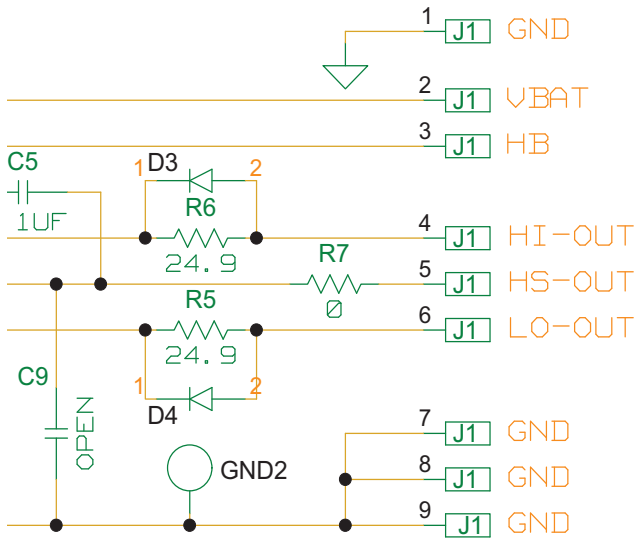 1 J1 GND
2 J1 VBAT
3 J1 HB
C5
1UF
1 D3 2
R6
24.9
4 J1 HI-OUT
R7
0
5 J1 HS-OUT
R5
24.9
6 J1 LO-OUT
C9
OPEN
1 2
D4
GND2
7 J1 GND
8 J1 GND
9 J1 GND